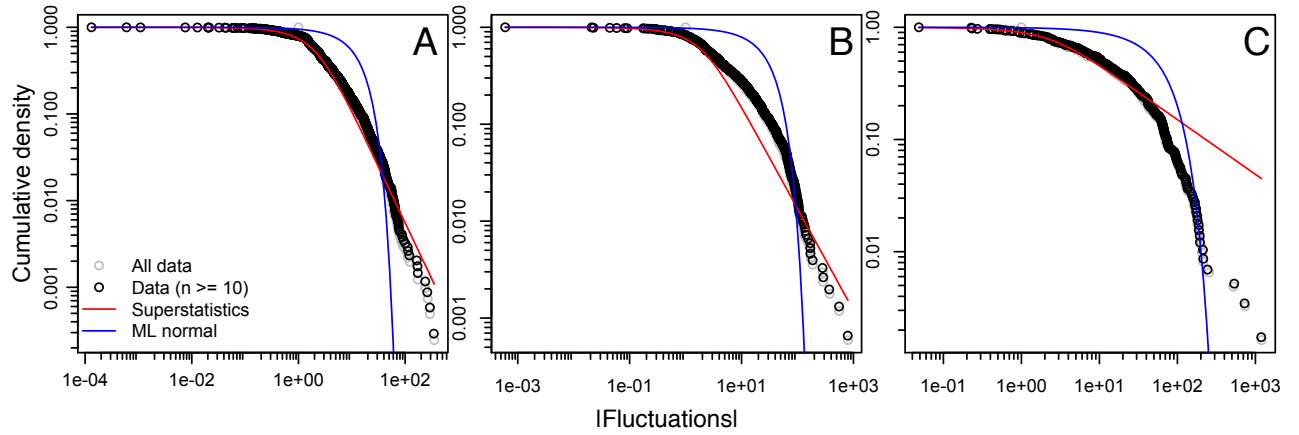 A
B
C
Cumulative density
1.000
0.100
0.010
0.001
1.000
0.100
0.010
0.001
1.00
0.10
0.01
All data
Data (n >= 10)
Superstatistics
ML normal
1e-04 1e-02 1e+00 1e+02
1e-03 1e-01 1e+01 1e+03
1e-01 1e+00 1e+01 1e+02 1e+03
|Fluctuations|